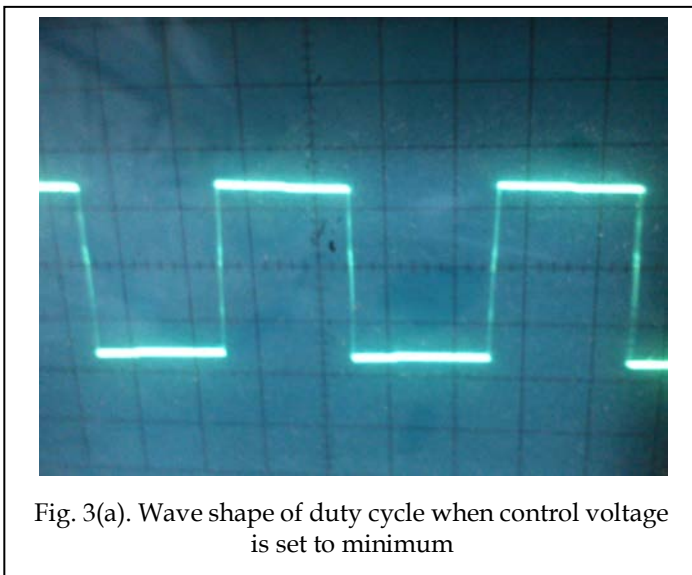 Fig. 3(a). Wave shape of duty cycle when control voltage
is set to minimum